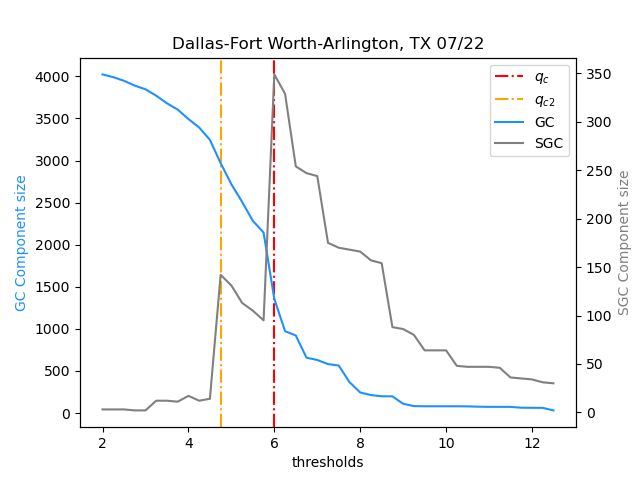 Dallas-Fort Worth-Arlington, TX 07/22
4000
3500
3000
2500
2000
1500
1000
500
0
GC Component size
350
300
250
200
150
100
50
0
SGC Component size
q_c
q_c2
GC
SGC
2 4 6 8 10 12
thresholds